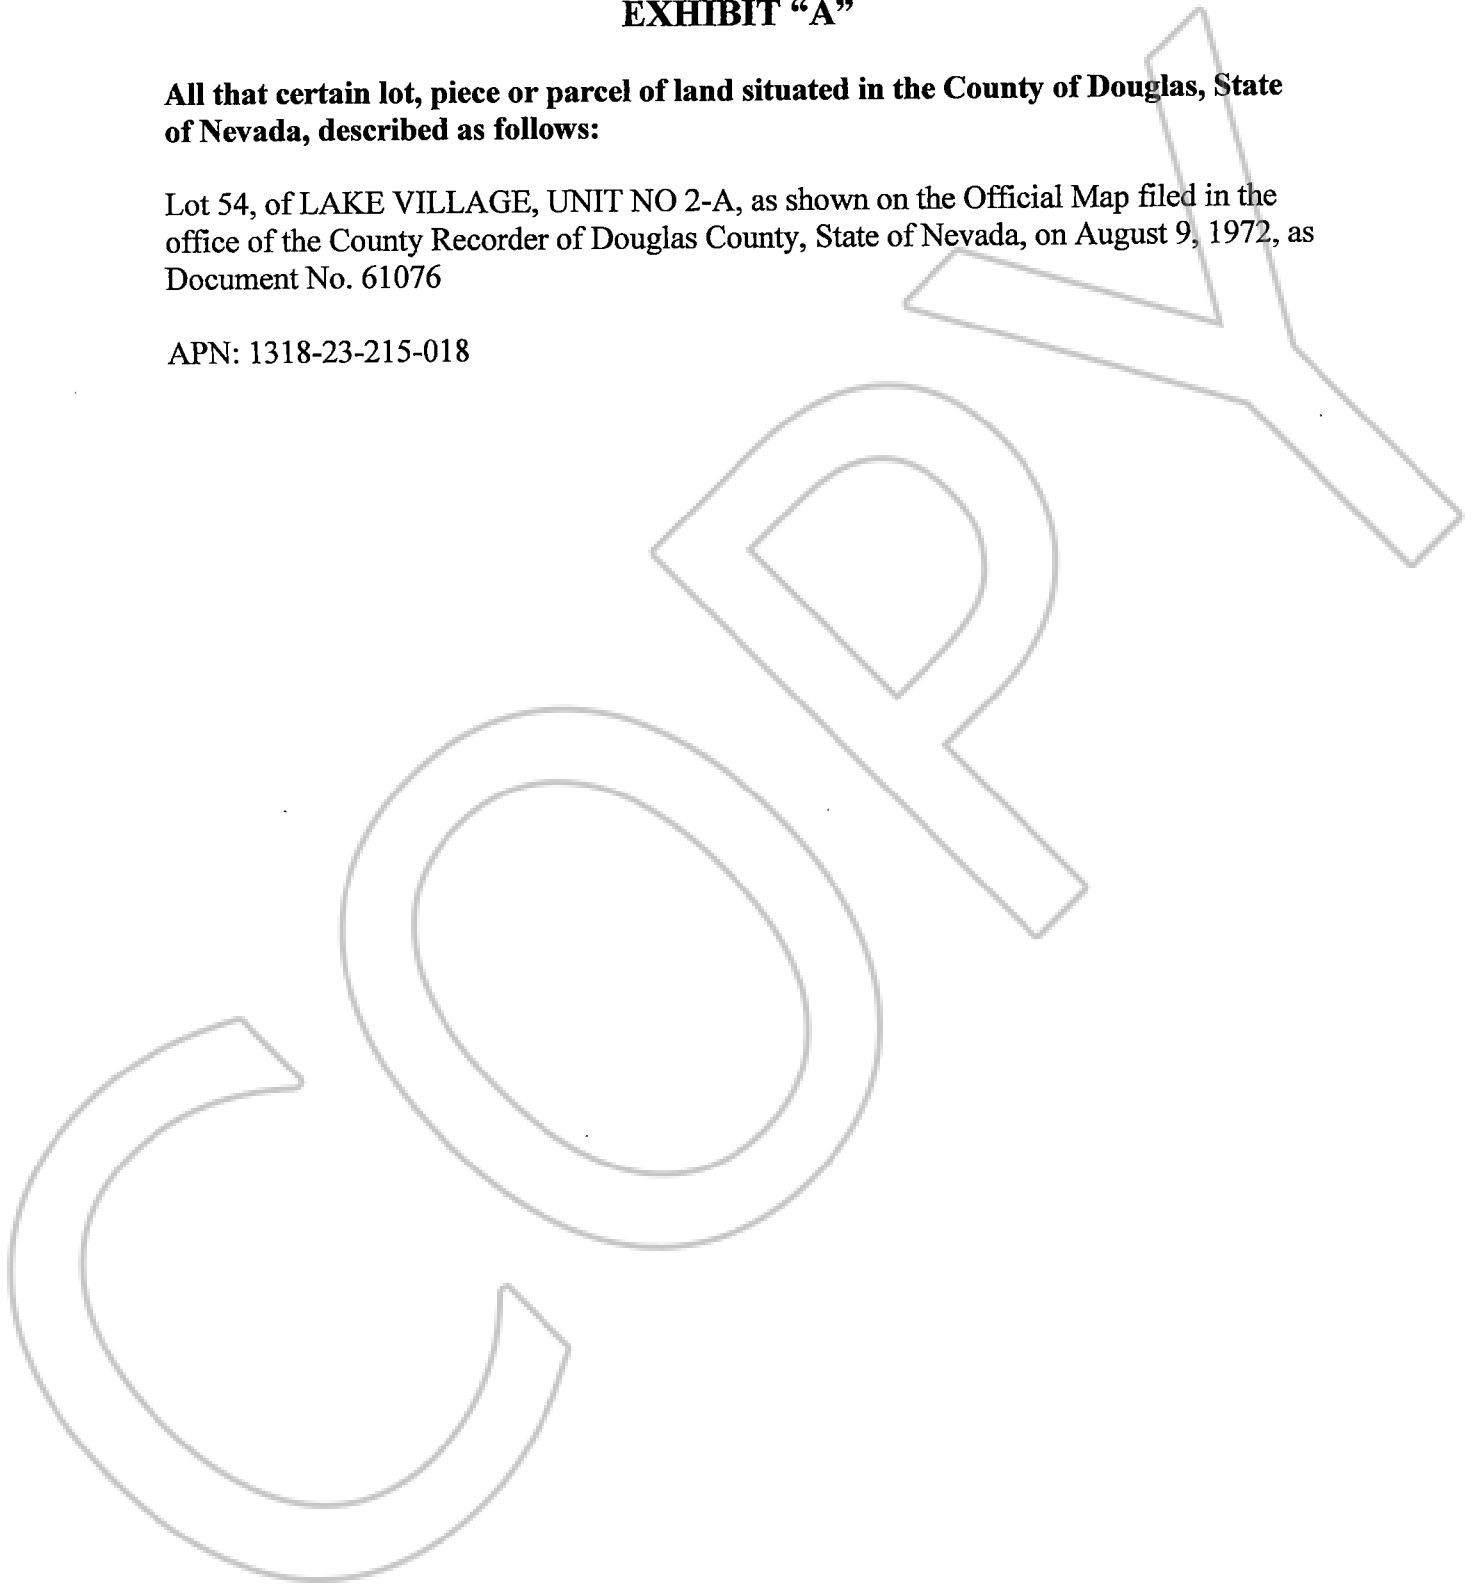 EXHIBIT “A”
All that certain lot, piece or parcel of land situated in the County of Douglas, State
of Nevada, described as follows:
Lot 54, of LAKE VILLAGE, UNIT NO 2-A, as shown on the Official Map filed in the
office of the County Recorder of Douglas County, State of Nevada, on August 9, 1972, as
Document No. 61076
APN: 1318-23-215-018
COPY